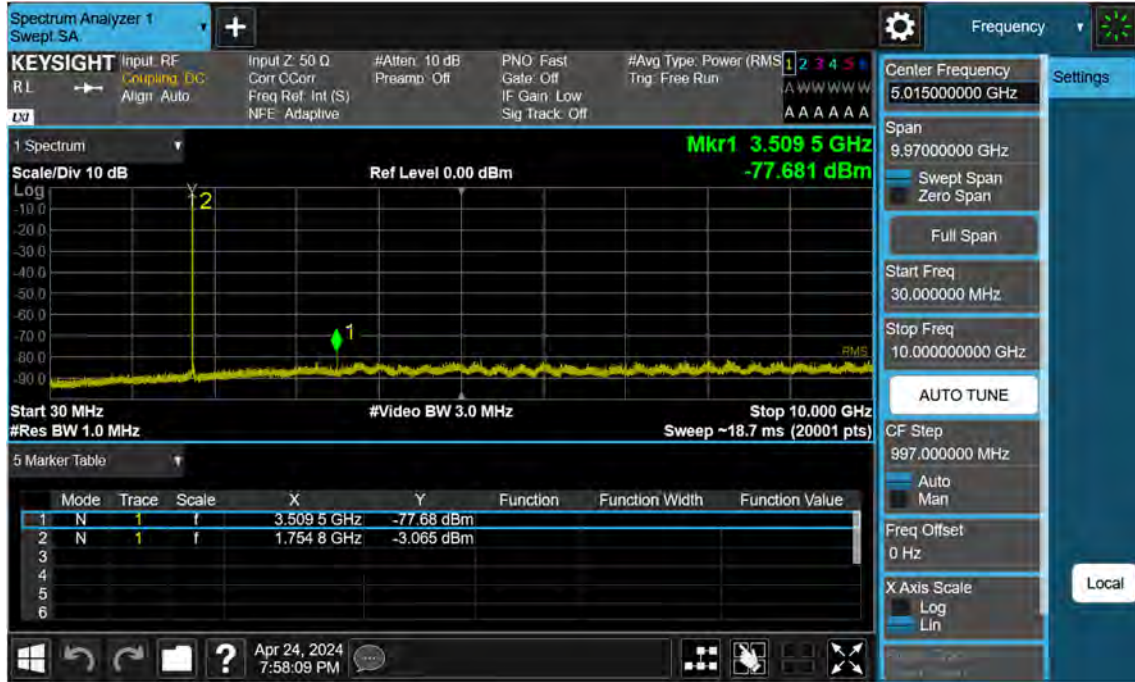 Spectrum Analyzer 1
Swept SA
+
Frequency
KEYSIGHT
RL
LXI
Input: RF
Coupling: DC
Align: Auto
Input Z: 50 Ω
Corr CCorr
Freq Ref: Int (S)
NFE: Adaptive
#Atten: 10 dB
Preamp: Off
PNO: Fast
Gate: Off
IF Gain: Low
Sig Track: Off
#Avg Type: Power (RMS
Trig: Free Run
1 2 3 4 5 6
A W W W W W
A A A A A A
1 Spectrum
Scale/Div 10 dB
Ref Level 0.00 dBm
Mkr1 3.509 5 GHz
-77.681 dBm
Log
-10.0
-20.0
-30.0
-40.0
-50.0
-60.0
-70.0
-80.0
-90.0
2
1
RMS
Start 30 MHz
#Video BW 3.0 MHz
Stop 10.000 GHz
#Res BW 1.0 MHz
Sweep ~18.7 ms (20001 pts)
5 Marker Table
Mode Trace Scale X Y Function Function Width Function Value
1 N 1 f 3.509 5 GHz -77.68 dBm
2 N 1 f 1.754 8 GHz -3.065 dBm
3
4
5
6
?
Apr 24, 2024
7:58:09 PM
Center Frequency
5.015000000 GHz
Span
9.97000000 GHz
Swept Span
Zero Span
Full Span
Start Freq
30.000000 MHz
Stop Freq
10.000000000 GHz
AUTO TUNE
CF Step
997.000000 MHz
Auto
Man
Freq Offset
0 Hz
X Axis Scale
Log
Lin
Settings
Local